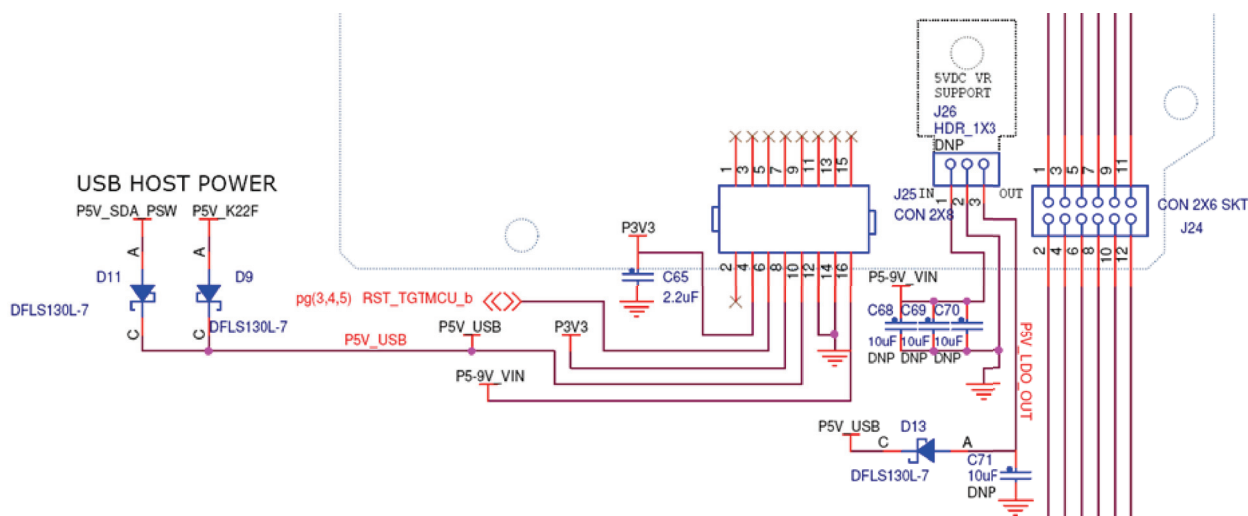 5VDC VR
SUPPORT
J26
HDR_1X3
DNP
1 3 5 7 9 11 13 15
1 3 5 7 9 11
USB HOST POWER
P5V_SDA_PSW P5V_K22F
J25 IN OUT
CON 2X8
1 2 3
CON 2X6 SKT
J24
P3V3
A A
2 4 6 8 10 12 14 16
2 4 6 8 10 12
D11 D9
C65
2.2uF
P5-9V_VIN
DFLS130L-7
pg(3,4,5) RST_TGTMCU_b
C68 C69 C70
DFLS130L-7
C C
P5V_USB
P5V_USB
P3V3
10uF 10uF 10uF
DNP DNP DNP
P5V_LDO_OUT
P5-9V_VIN
P5V_USB
D13
C A
DFLS130L-7
C71
10uF
DNP